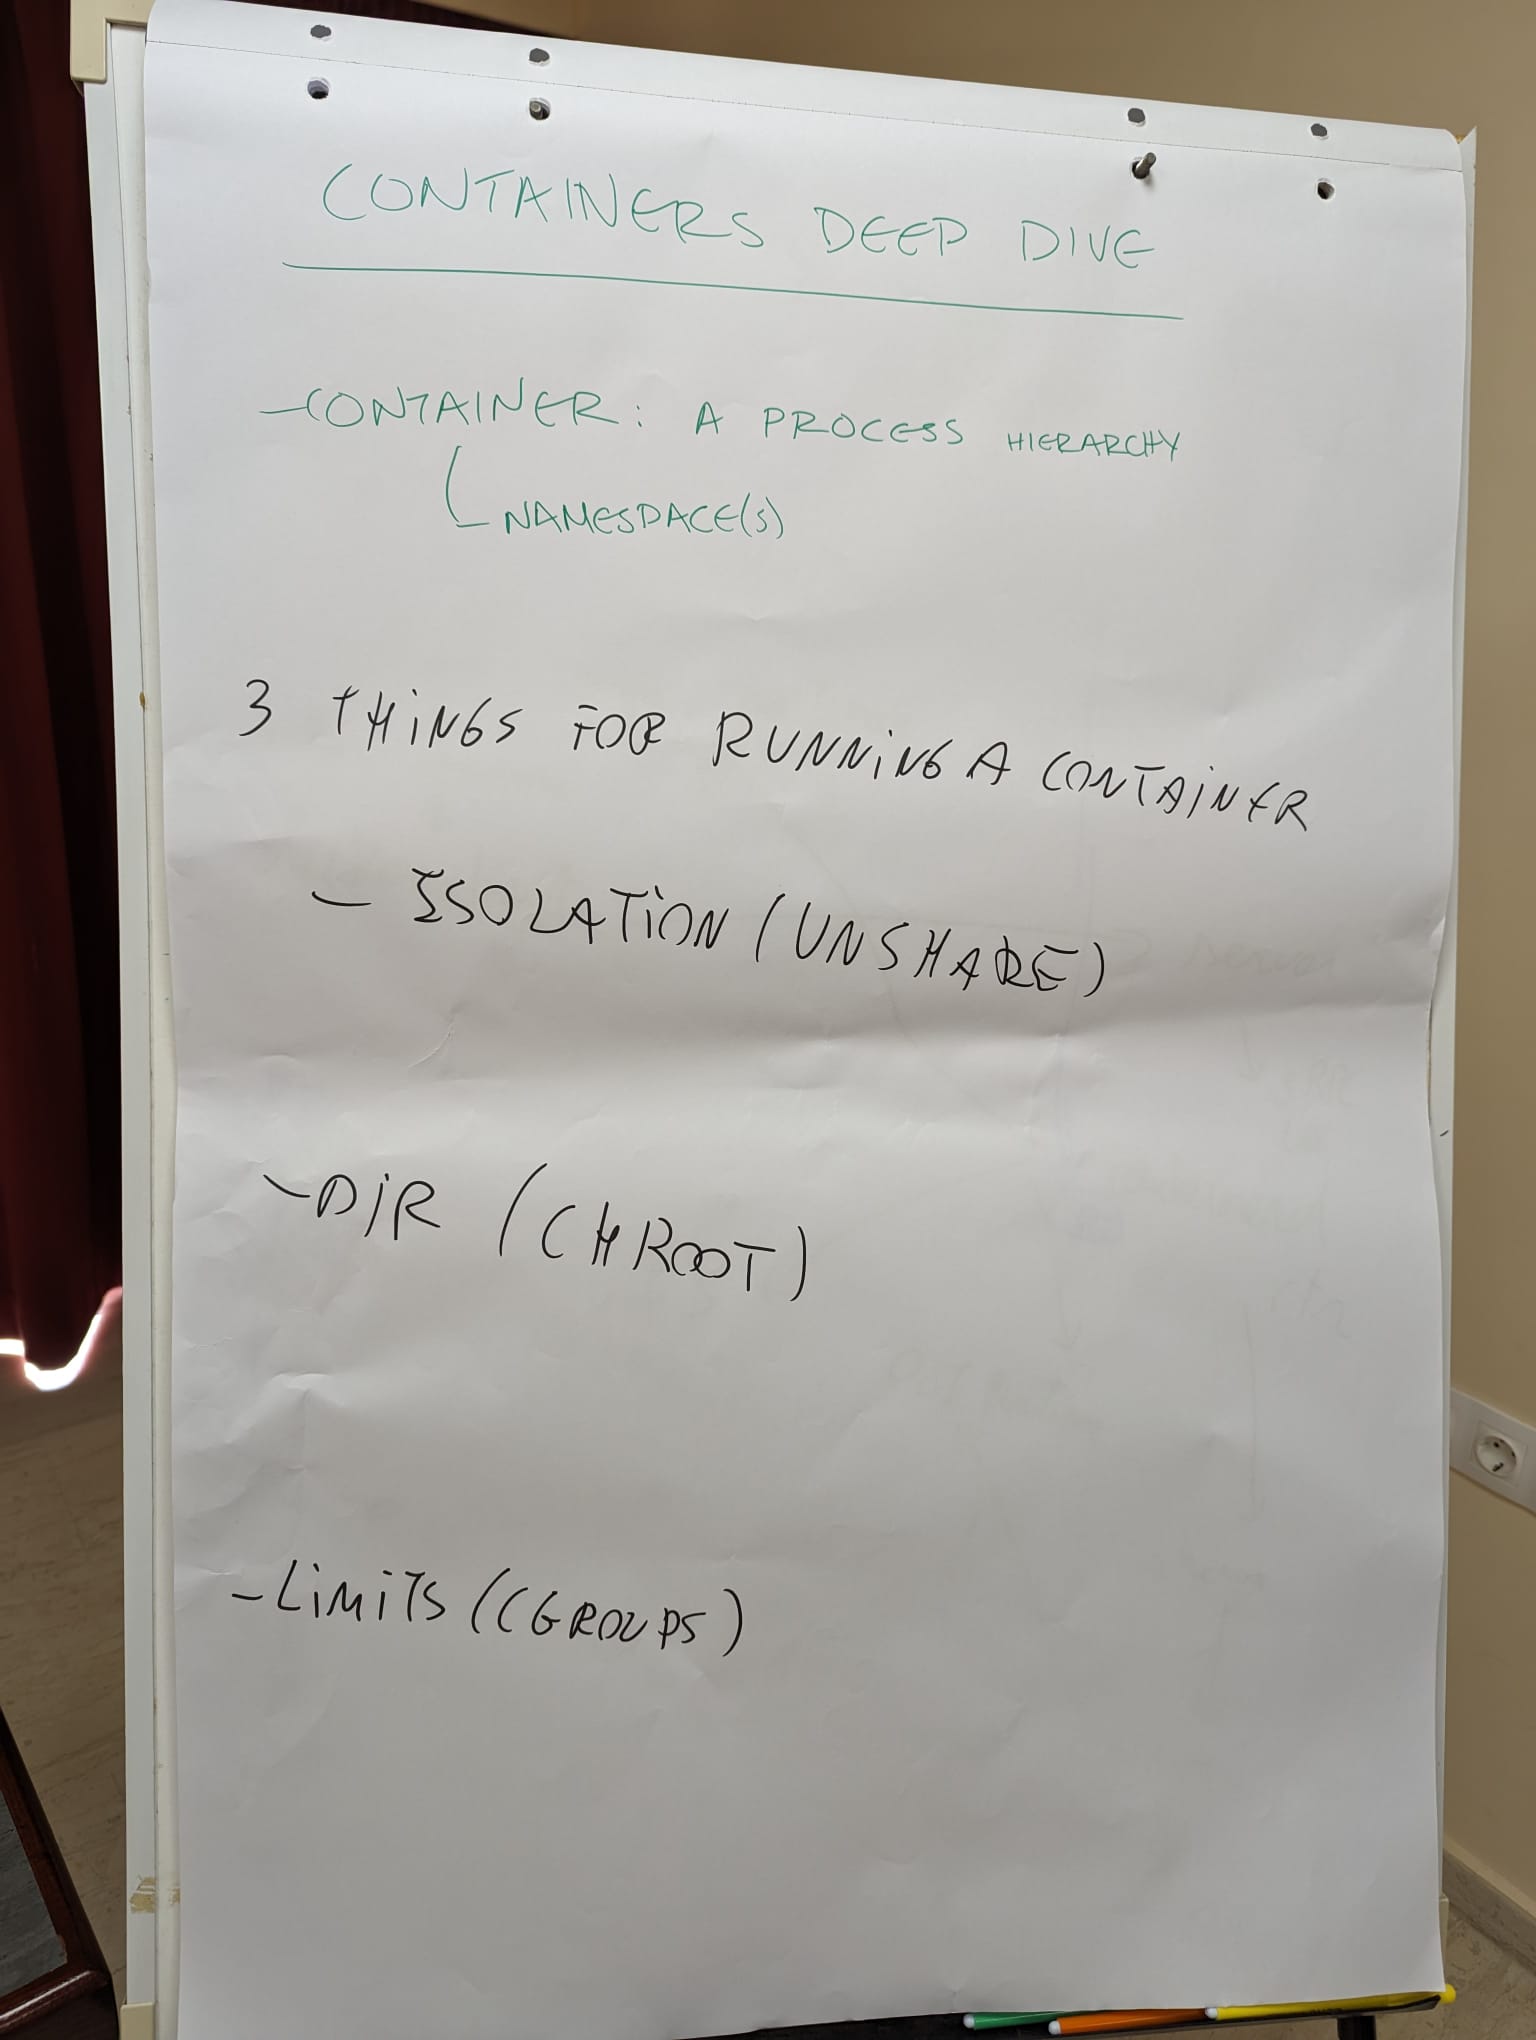 CONTAINERS DEEP DIVE
- CONTAINER: A PROCESS HIERARCHY
NAMESPACE(S)
3 THINGS FOR RUNNING A CONTAINER
- ISOLATION (UNSHARE)
- DIR (CHROOT)
- LIMITS (CGROUPS)